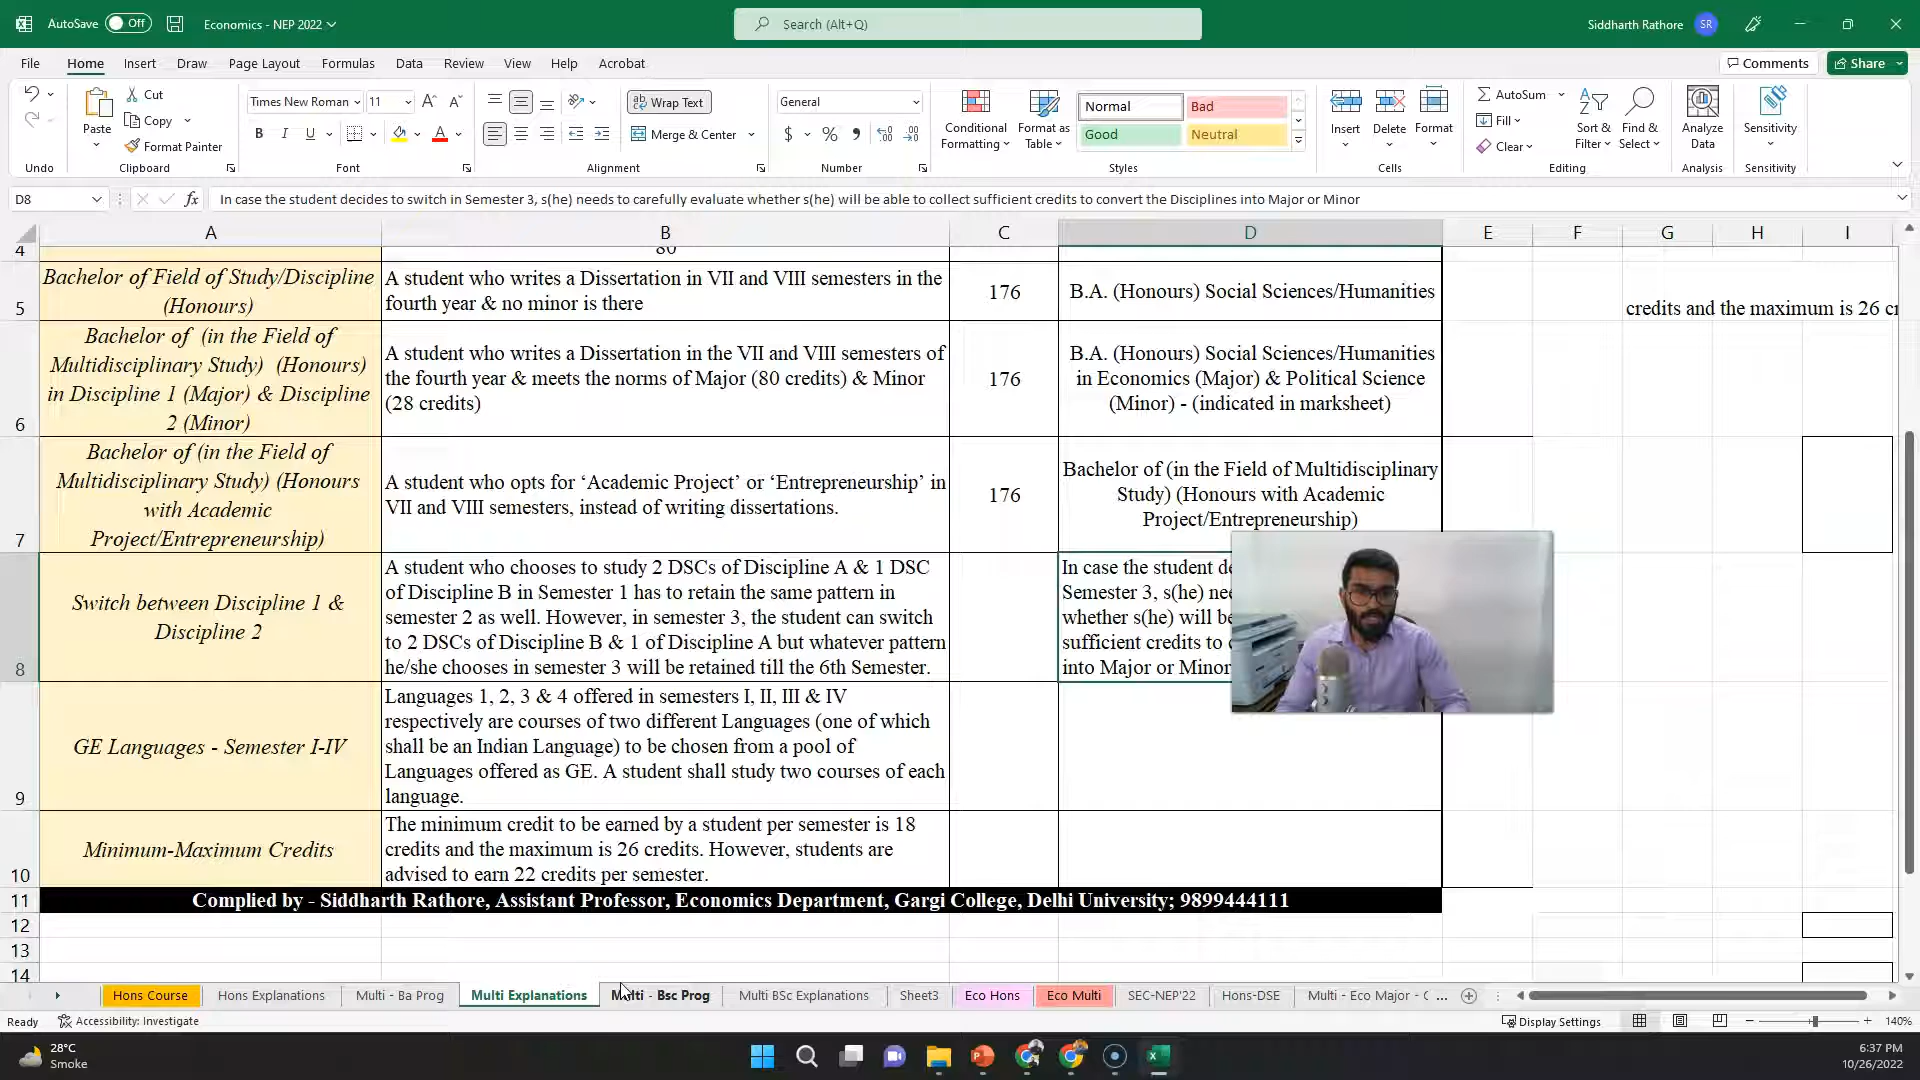 AutoSave Off Economics - NEP 2022 Search (Alt+Q) Siddharth Rathore SR
File Home Insert Draw Page Layout Formulas Data Review View Help Acrobat Comments Share
Cut
Copy
Format Painter
Paste
Undo Clipboard
Times New Roman 11
B I U
Font
Wrap Text
Merge & Center
Alignment
General
$ % ,
Number
Conditional Formatting
Format as Table
Normal Bad
Good Neutral
Styles
Insert Delete Format
Cells
AutoSum
Fill
Clear
Sort & Filter
Find & Select
Editing
Analyze Data
Analysis
Sensitivity
Sensitivity
D8 fx In case the student decides to switch in Semester 3, s(he) needs to carefully evaluate whether s(he) will be able to collect sufficient credits to convert the Disciplines into Major or Minor
A B C D E F G H I
4
80
5
Bachelor of Field of Study/Discipline
(Honours)
A student who writes a Dissertation in VII and VIII semesters in the
fourth year & no minor is there
176
B.A. (Honours) Social Sciences/Humanities
credits and the maximum is 26 cr
6
Bachelor of (in the Field of
Multidisciplinary Study) (Honours)
in Discipline 1 (Major) & Discipline
2 (Minor)
A student who writes a Dissertation in the VII and VIII semesters of
the fourth year & meets the norms of Major (80 credits) & Minor
(28 credits)
176
B.A. (Honours) Social Sciences/Humanities
in Economics (Major) & Political Science
(Minor) - (indicated in marksheet)
7
Bachelor of (in the Field of
Multidisciplinary Study) (Honours
with Academic
Project/Entrepreneurship)
A student who opts for ‘Academic Project’ or ‘Entrepreneurship’ in
VII and VIII semesters, instead of writing dissertations.
176
Bachelor of (in the Field of Multidisciplinary
Study) (Honours with Academic
Project/Entrepreneurship)
8
Switch between Discipline 1 &
Discipline 2
A student who chooses to study 2 DSCs of Discipline A & 1 DSC
of Discipline B in Semester 1 has to retain the same pattern in
semester 2 as well. However, in semester 3, the student can switch
to 2 DSCs of Discipline B & 1 of Discipline A but whatever pattern
he/she chooses in semester 3 will be retained till the 6th Semester.
In case the student de
Semester 3, s(he) nee
whether s(he) will be
sufficient credits to c
into Major or Minor
9
GE Languages - Semester I-IV
Languages 1, 2, 3 & 4 offered in semesters I, II, III & IV
respectively are courses of two different Languages (one of which
shall be an Indian Language) to be chosen from a pool of
Languages offered as GE. A student shall study two courses of each
language.
10
Minimum-Maximum Credits
The minimum credit to be earned by a student per semester is 18
credits and the maximum is 26 credits. However, students are
advised to earn 22 credits per semester.
11
Complied by - Siddharth Rathore, Assistant Professor, Economics Department, Gargi College, Delhi University; 9899444111
12
13
14
Hons Course Hons Explanations Multi - Ba Prog Multi Explanations Multi - Bsc Prog Multi BSc Explanations Sheet3 Eco Hons Eco Multi SEC-NEP'22 Hons-DSE Multi - Eco Major - C ...
Ready Accessibility: Investigate Display Settings 140%
28°C
Smoke
6:37 PM
10/26/2022